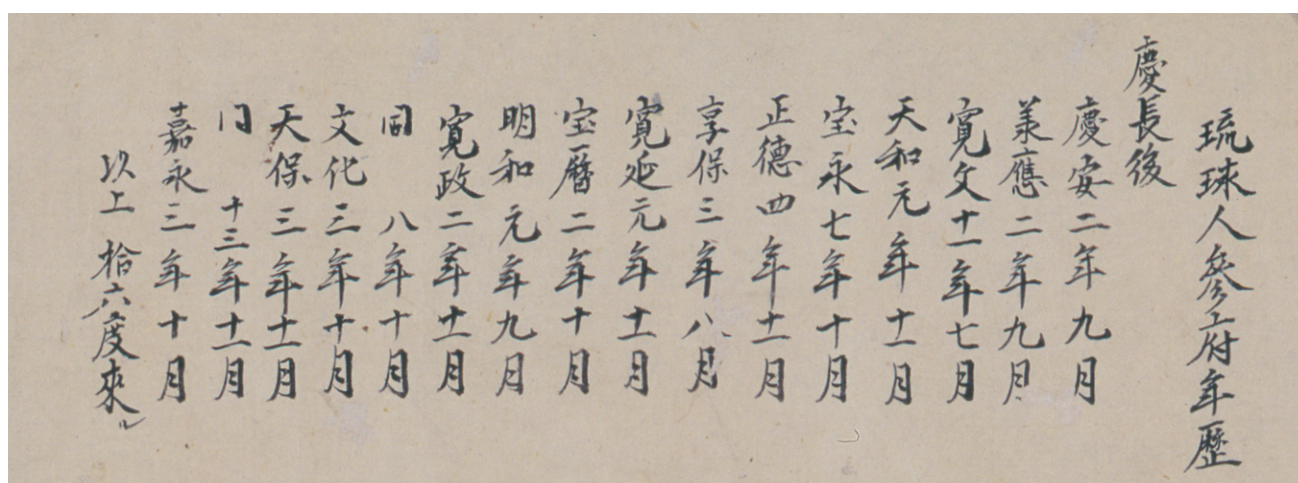 琉球人參府年歷
慶長後
慶安二年九月
羕應二年九月
寛文十一年七月
天和元年十一月
宝永七年十月
正德四年十一月
享保三年八月
寛延元年十一月
宝暦二年十月
明和元年九月
寛政二年十一月
同八年十月
文化三年十月
天保三年十一月
同十三年十一月
嘉永三年十月
以上拾六度來